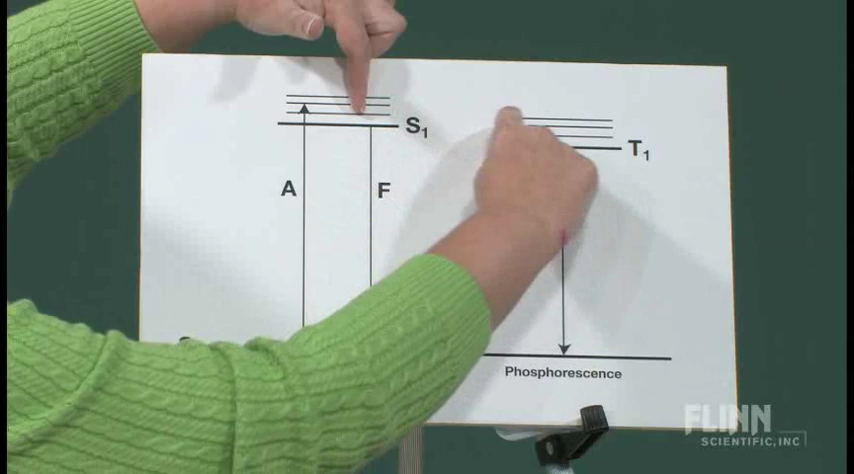 S1
T1
A
F
Phosphorescence
FLINN
SCIENTIFIC, INC